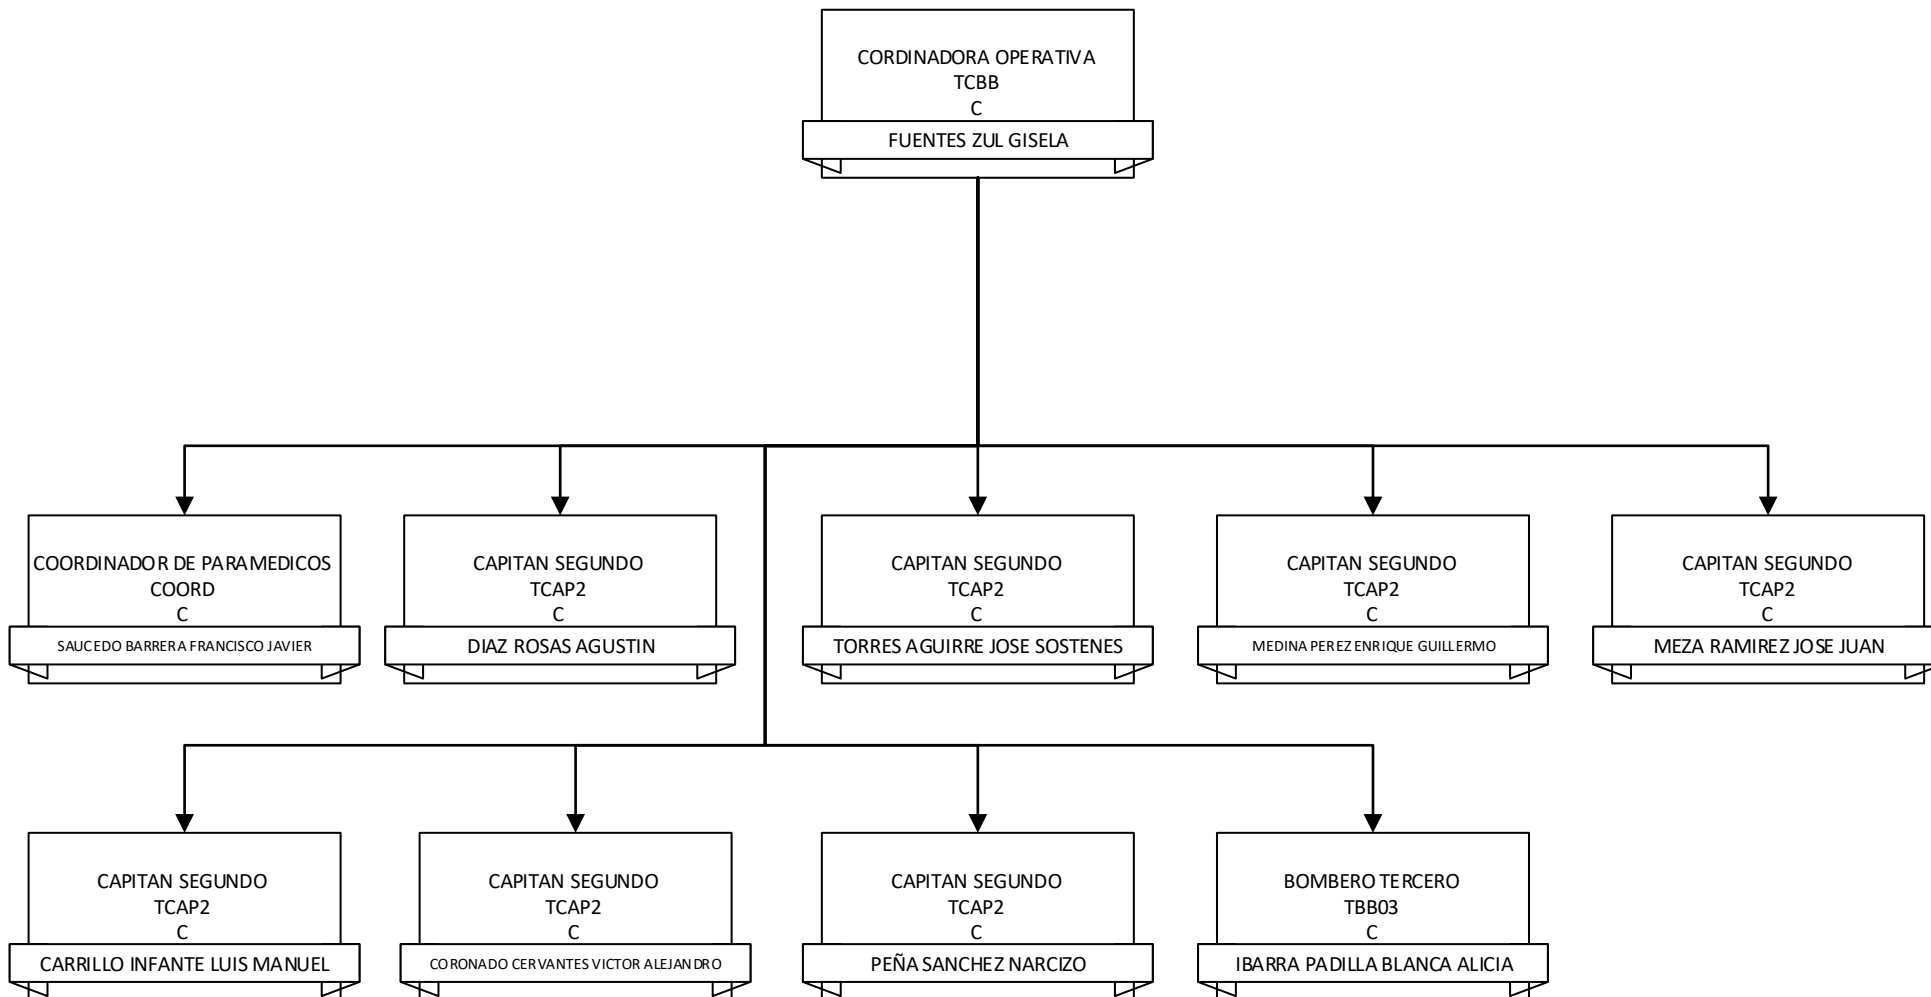 CORDINADORA OPERATIVA
TCBB
C
FUENTES ZUL GISELA
COORDINADOR DE PARAMEDICOS
COORD
C
SAUCEDO BARRERA FRANCISCO JAVIER
CAPITAN SEGUNDO
TCAP2
C
DIAZ ROSAS AGUSTIN
CAPITAN SEGUNDO
TCAP2
C
TORRES AGUIRRE JOSE SOSTENES
CAPITAN SEGUNDO
TCAP2
C
MEDINA PEREZ ENRIQUE GUILLERMO
CAPITAN SEGUNDO
TCAP2
C
MEZA RAMIREZ JOSE JUAN
CAPITAN SEGUNDO
TCAP2
C
CARRILLO INFANTE LUIS MANUEL
CAPITAN SEGUNDO
TCAP2
C
CORONADO CERVANTES VICTOR ALEJANDRO
CAPITAN SEGUNDO
TCAP2
C
PEÑA SANCHEZ NARCIZO
BOMBERO TERCERO
TBB03
C
IBARRA PADILLA BLANCA ALICIA